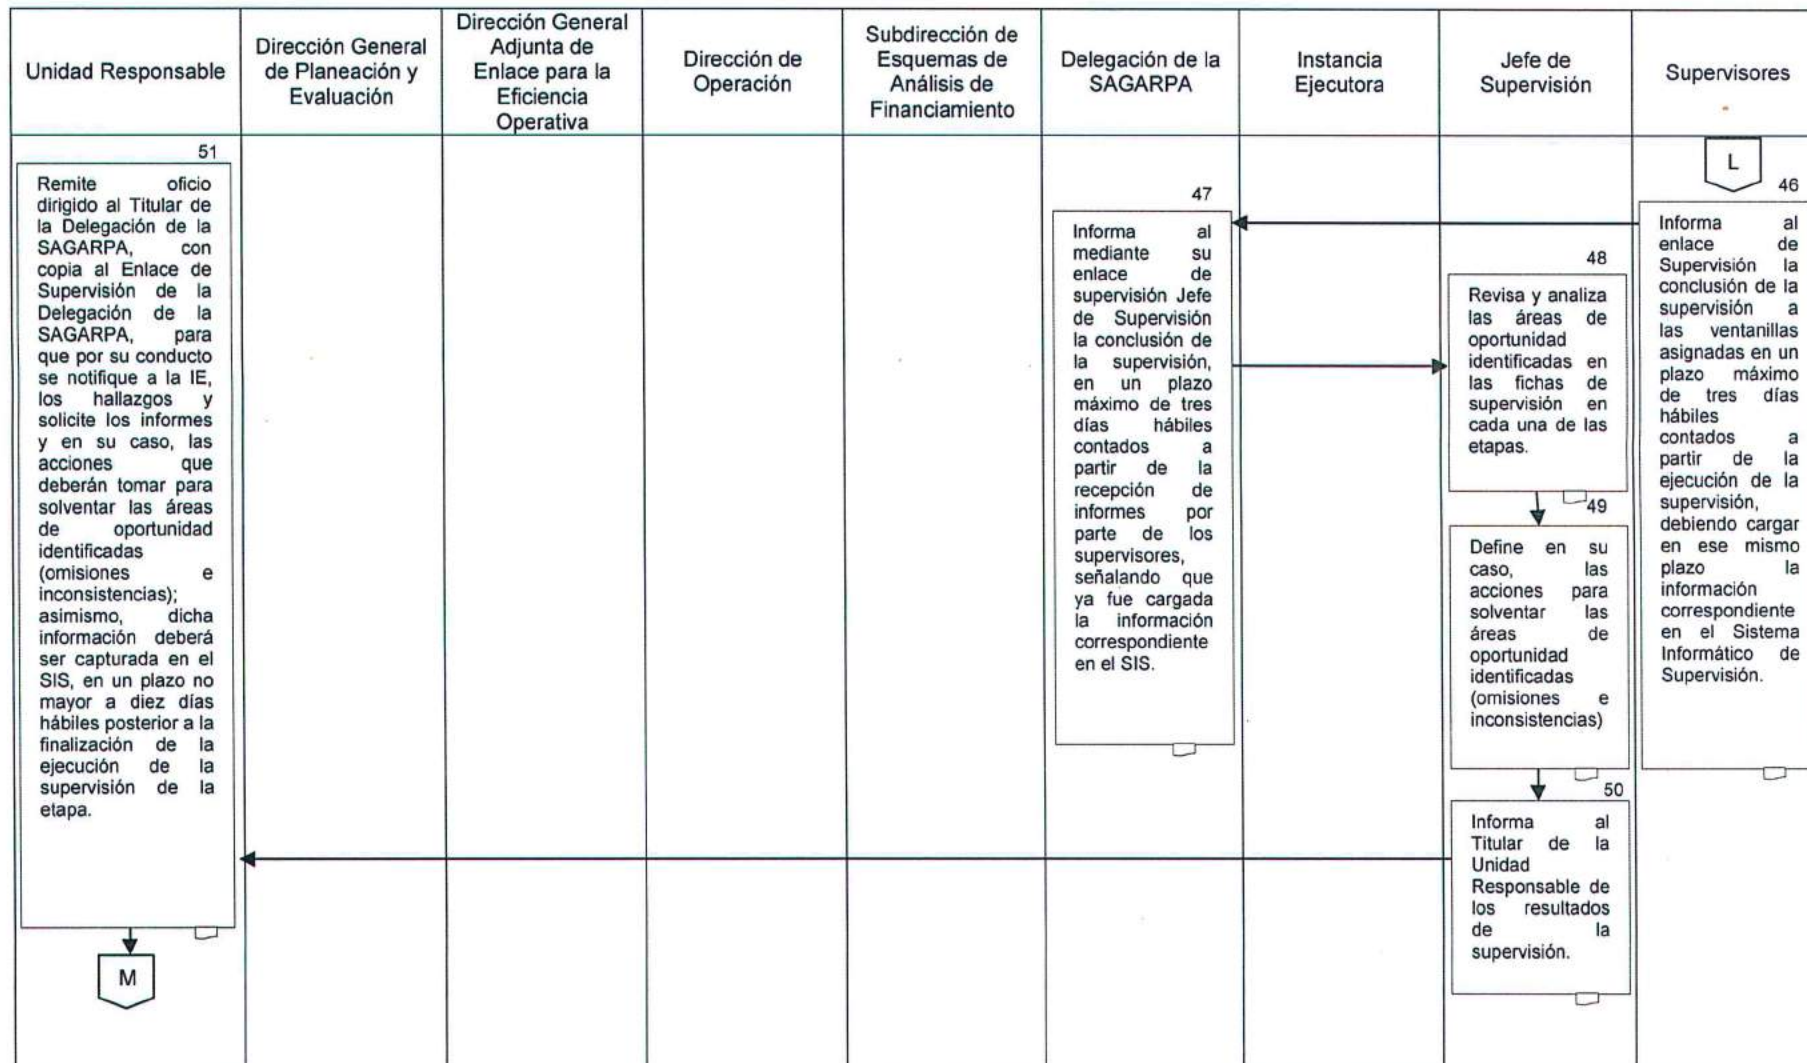 Unidad Responsable
Dirección General
de Planeación y
Evaluación
Dirección General
Adjunta de
Enlace para la
Eficiencia
Operativa
Dirección de
Operación
Subdirección de
Esquemas de
Análisis de
Financiamiento
Delegación de la
SAGARPA
Instancia
Ejecutora
Jefe de
Supervisión
Supervisores
51
Remite oficio
dirigido al Titular de
la Delegación de la
SAGARPA, con
copia al Enlace de
Supervisión de la
Delegación de la
SAGARPA, para
que por su conducto
se notifique a la IE,
los hallazgos y
solicite los informes
y en su caso, las
acciones que
deberán tomar para
solventar las áreas
de oportunidad
identificadas
(omisiones e
inconsistencias);
asimismo, dicha
información deberá
ser capturada en el
SIS, en un plazo no
mayor a diez días
hábiles posterior a la
finalización de la
ejecución de la
supervisión de la
etapa.
M
47
Informa al
mediante su
enlace de
supervisión Jefe
de Supervisión
la conclusión de
la supervisión,
en un plazo
máximo de tres
días hábiles
contados a
partir de la
recepción de
informes por
parte de los
supervisores,
señalando que
ya fue cargada
la información
correspondiente
en el SIS.
48
Revisa y analiza
las áreas de
oportunidad
identificadas en
las fichas de
supervisión en
cada una de las
etapas.
49
Define en su
caso, las
acciones para
solventar las
áreas de
oportunidad
identificadas
(omisiones e
inconsistencias)
50
Informa al
Titular de la
Unidad
Responsable de
los resultados
de la
supervisión.
L
46
Informa al
enlace de
Supervisión la
conclusión de la
supervisión a
las ventanillas
asignadas en un
plazo máximo
de tres días
hábiles
contados a
partir de la
ejecución de la
supervisión,
debiendo cargar
en ese mismo
plazo la
información
correspondiente
en el Sistema
Informático de
Supervisión.